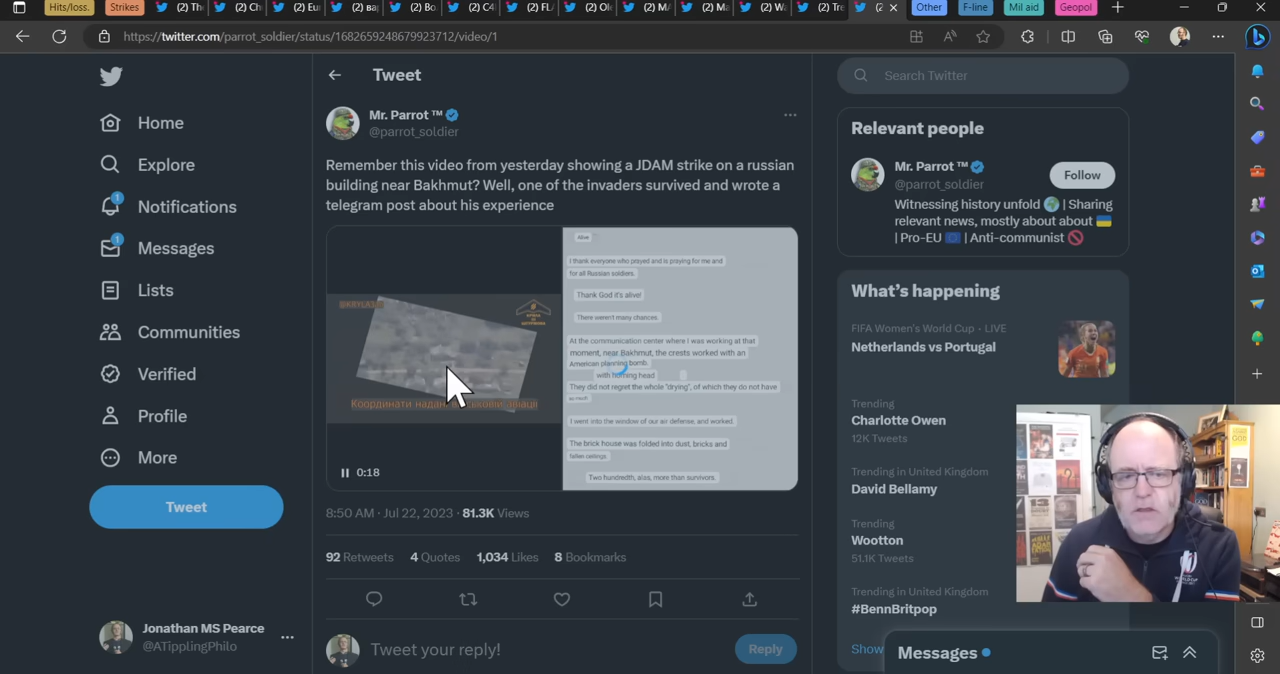 Hits/loss.
Strikes
Other
F-line
Mil aid
Geopol
https://twitter.com/parrot_soldier/status/1682659248679923712/video/1
Home
Explore
Notifications
Messages
Lists
Communities
Verified
Profile
More
Tweet
Jonathan MS Pearce
@ATipplingPhilo
Tweet
Mr. Parrot ™
@parrot_soldier
Remember this video from yesterday showing a JDAM strike on a russian
building near Bakhmut? Well, one of the invaders survived and wrote a
telegram post about his experience
Alive
I thank everyone who prayed and is praying for me and
for all Russian soldiers.
Thank God it's alive!
There weren't many chances.
At the communication center where I was working at that
moment, near Bakhmut, the crests worked with an
American planning bomb.
with homing head.
They did not regret the whole "drying", of which they do not have
so much
I went into the window of our air defense, and worked.
The brick house was folded into dust, bricks and
fallen ceilings.
Two hundredth, alas, more than survivors.
Координати
0:18
8:50 AM · Jul 22, 2023 · 81.3K Views
92 Retweets 4 Quotes 1,034 Likes 8 Bookmarks
Tweet your reply!
Reply
Search Twitter
Relevant people
Mr. Parrot ™
@parrot_soldier
Follow
Witnessing history unfold | Sharing
relevant news, mostly about about
| Pro-EU | Anti-communist
What's happening
FIFA Women's World Cup · LIVE
Netherlands vs Portugal
Trending
Charlotte Owen
12K Tweets
Trending in United Kingdom
David Bellamy
Trending
Wootton
51.1K Tweets
Trending in United Kingdom
#BennBritpop
Show
Messages